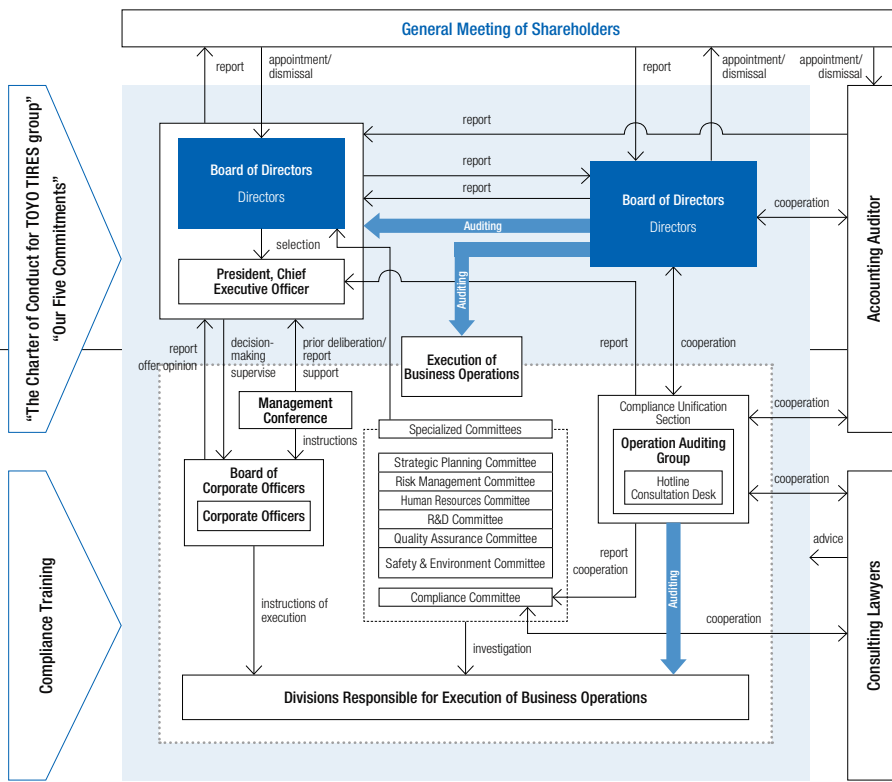 General Meeting of Shareholders
report
appointment/
dismissal
report
appointment/
dismissal
appointment/
dismissal
"The Charter of Conduct for TOYO TIRES group"
"Our Five Commitments"
report
Board of Directors
Directors
report
report
Board of Directors
Directors
cooperation
Accounting Auditor
Auditing
selection
President, Chief
Executive Officer
Auditing
report
offer opinion
decision-
making
supervise
prior deliberation/
report
support
Execution of
Business Operations
report
cooperation
Management
Conference
instructions
Specialized Committees
Compliance Unification
Section
cooperation
Operation Auditing
Group
Hotline
Consultation Desk
Board of
Corporate Officers
Corporate Officers
Strategic Planning Committee
Risk Management Committee
Human Resources Committee
R&D Committee
Quality Assurance Committee
Safety & Environment Committee
cooperation
Compliance Training
report
cooperation
advice
Consulting Lawyers
Auditing
Compliance Committee
instructions of
execution
cooperation
investigation
Divisions Responsible for Execution of Business Operations